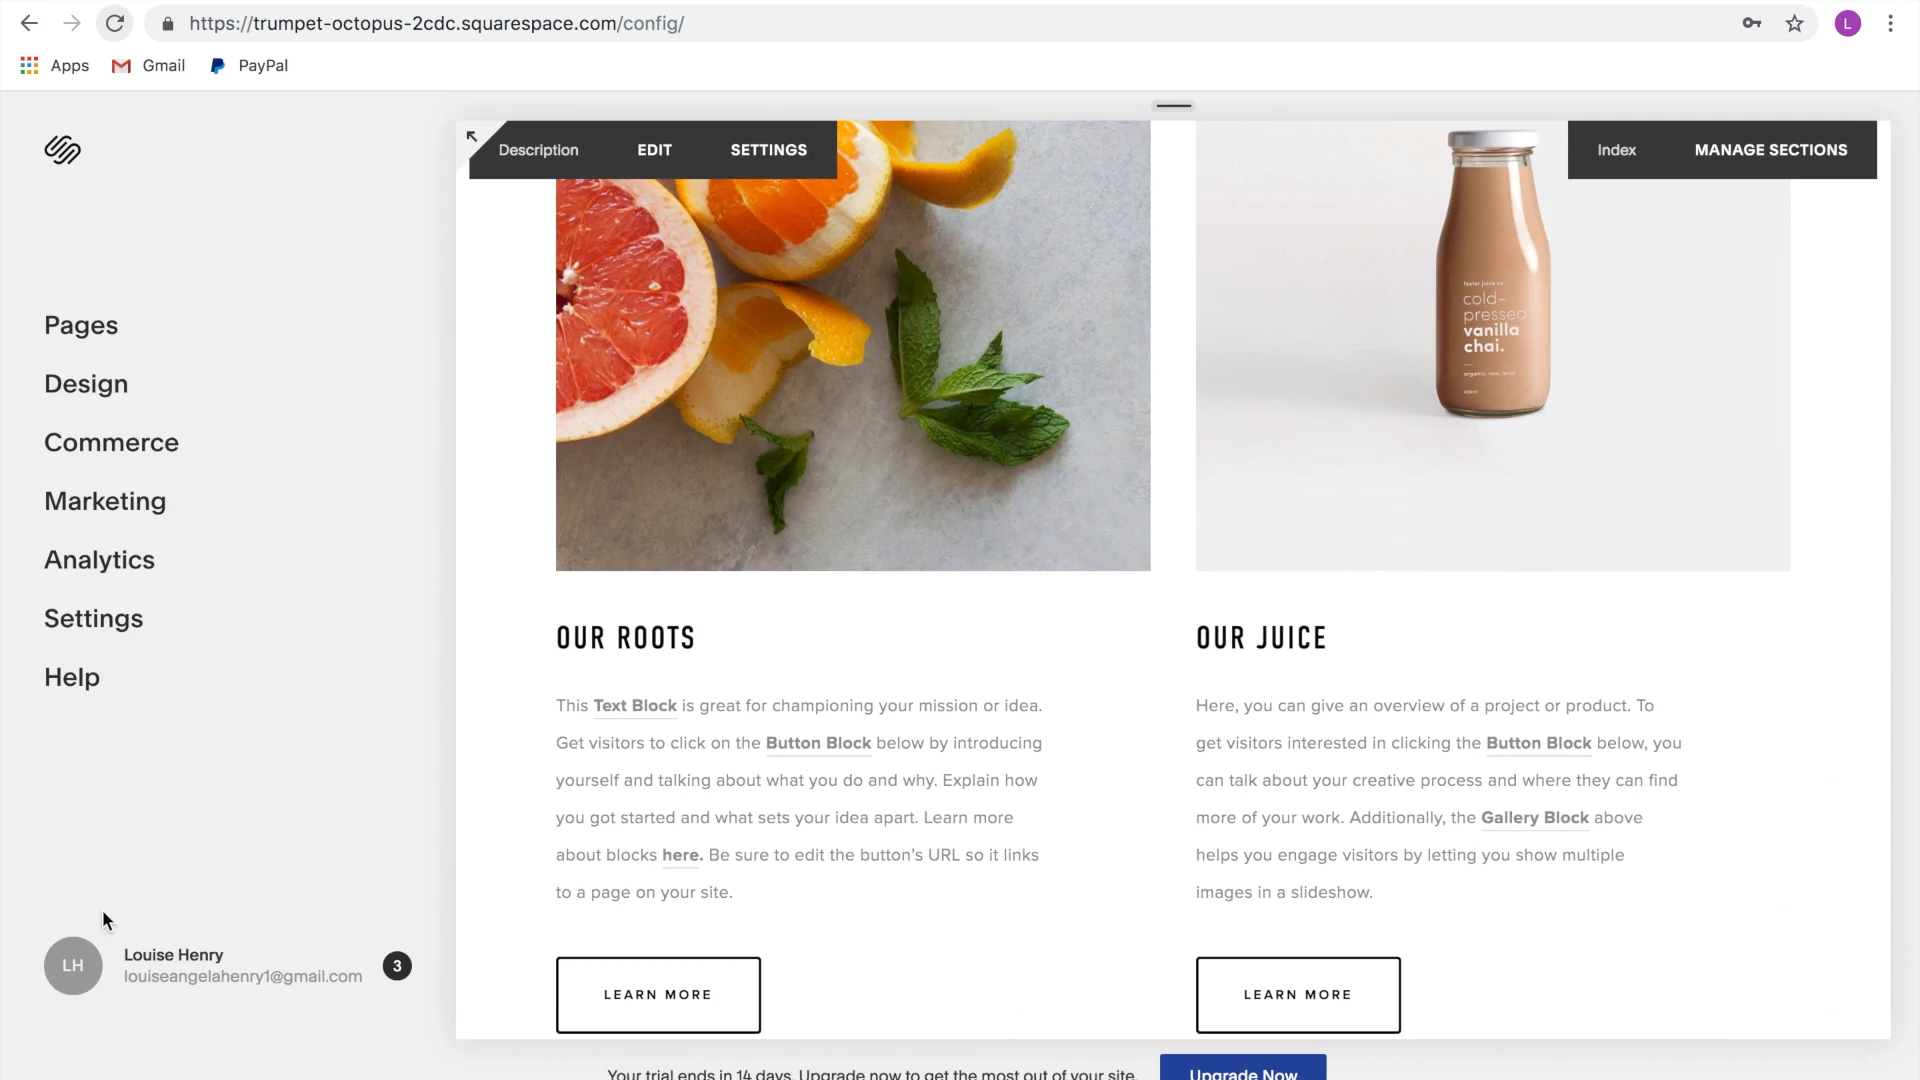 https://trumpet-octopus-2cdc.squarespace.com/config/
L
Apps
Gmail
PayPal
Description
EDIT
SETTINGS
Index
MANAGE SECTIONS
Pages
Design
Commerce
Marketing
Analytics
Settings
Help
cold-
pressed
vanilla
chai.
OUR ROOTS
This Text Block is great for championing your mission or idea.
Get visitors to click on the Button Block below by introducing
yourself and talking about what you do and why. Explain how
you got started and what sets your idea apart. Learn more
about blocks here. Be sure to edit the button's URL so it links
to a page on your site.
LEARN MORE
OUR JUICE
Here, you can give an overview of a project or product. To
get visitors interested in clicking the Button Block below, you
can talk about your creative process and where they can find
more of your work. Additionally, the Gallery Block above
helps you engage visitors by letting you show multiple
images in a slideshow.
LEARN MORE
LH
Louise Henry
louiseangelahenry1@gmail.com
3
Your trial ends in 14 days. Upgrade now to get the most out of your site.
Upgrade Now